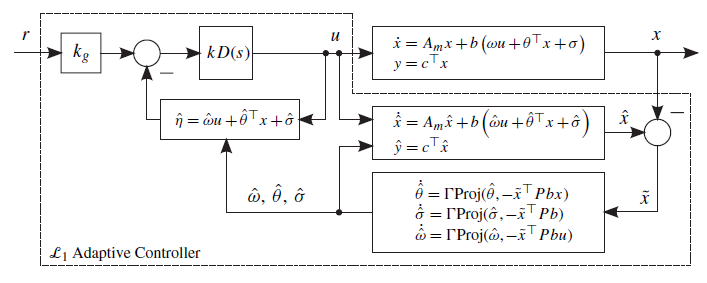 r
k_g
kD(s)
u
ẋ = A_m x + b(ωu + θ^⊤x + σ)
y = c^⊤x
x
η̂ = ω̂u + θ̂^⊤x + σ̂
x̂̇ = A_m x̂ + b(ω̂u + θ̂^⊤x + σ̂)
ŷ = c^⊤x̂
x̂
ω̂, θ̂, σ̂
θ̂̇ = ΓProj(θ̂, −x̃^⊤Pbx)
σ̂̇ = ΓProj(σ̂, −x̃^⊤Pb)
ω̂̇ = ΓProj(ω̂, −x̃^⊤Pbu)
x̃
ℒ₁ Adaptive Controller